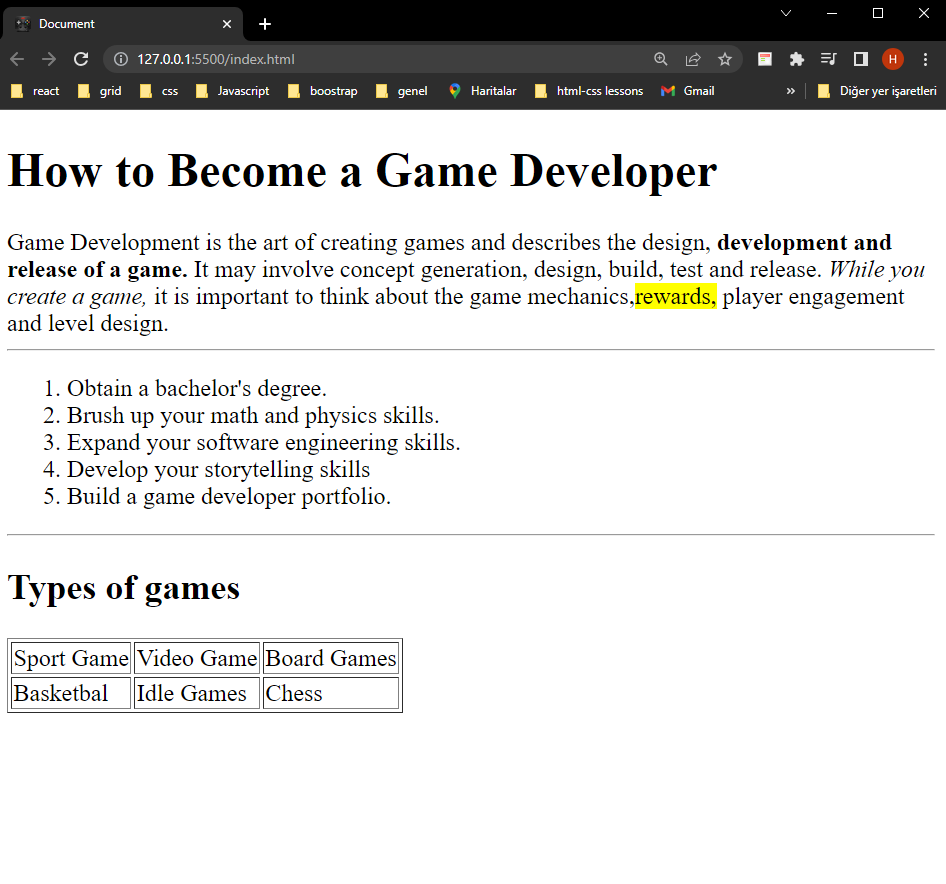 Document
127.0.0.1:5500/index.html
H
react grid css Javascript boostrap genel Haritalar html-css lessons Gmail » Diğer yer işaretleri
How to Become a Game Developer
Game Development is the art of creating games and describes the design, development and
release of a game. It may involve concept generation, design, build, test and release. While you
create a game, it is important to think about the game mechanics,rewards, player engagement
and level design.
1. Obtain a bachelor's degree.
2. Brush up your math and physics skills.
3. Expand your software engineering skills.
4. Develop your storytelling skills
5. Build a game developer portfolio.
Types of games
Sport Game Video Game Board Games
Basketbal Idle Games Chess